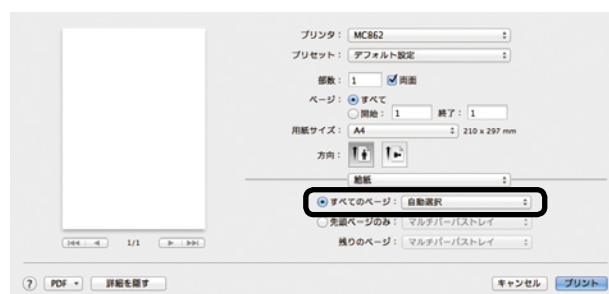 プリンタ： MC862
プリセット： デフォルト設定
部数： 1 両面
ページ： すべて
開始： 1 終了： 1
用紙サイズ： A4 210 x 297 mm
方向：
給紙
すべてのページ： 自動選択
先頭ページのみ： マルチパーパストレイ
残りのページ： マルチパーパストレイ
1/1
? PDF 詳細を隠す キャンセル プリント